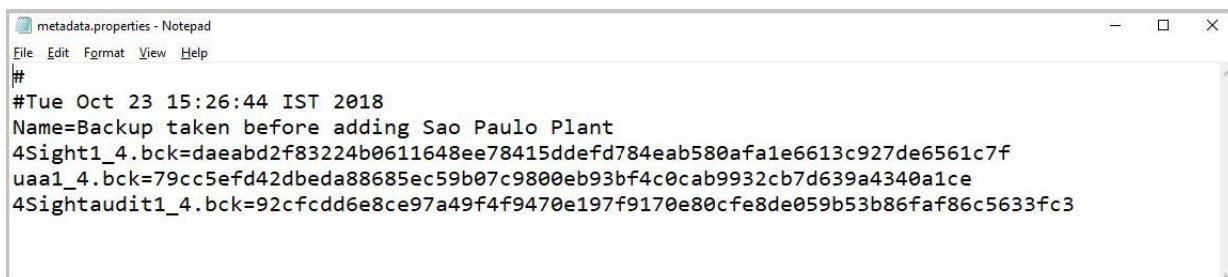 metadata.properties - Notepad
File Edit Format View Help
#
#Tue Oct 23 15:26:44 IST 2018
Name=Backup taken before adding Sao Paulo Plant
4Sight1_4.bck=daeabd2f83224b0611648ee78415ddefd784eab580afa1e6613c927de6561c7f
uaa1_4.bck=79cc5efd42dbeda88685ec59b07c9800eb93bf4c0cab9932cb7d639a4340a1ce
4Sightaudit1_4.bck=92cfcdd6e8ce97a49f4f9470e197f9170e80cfe8de059b53b86faf86c5633fc3